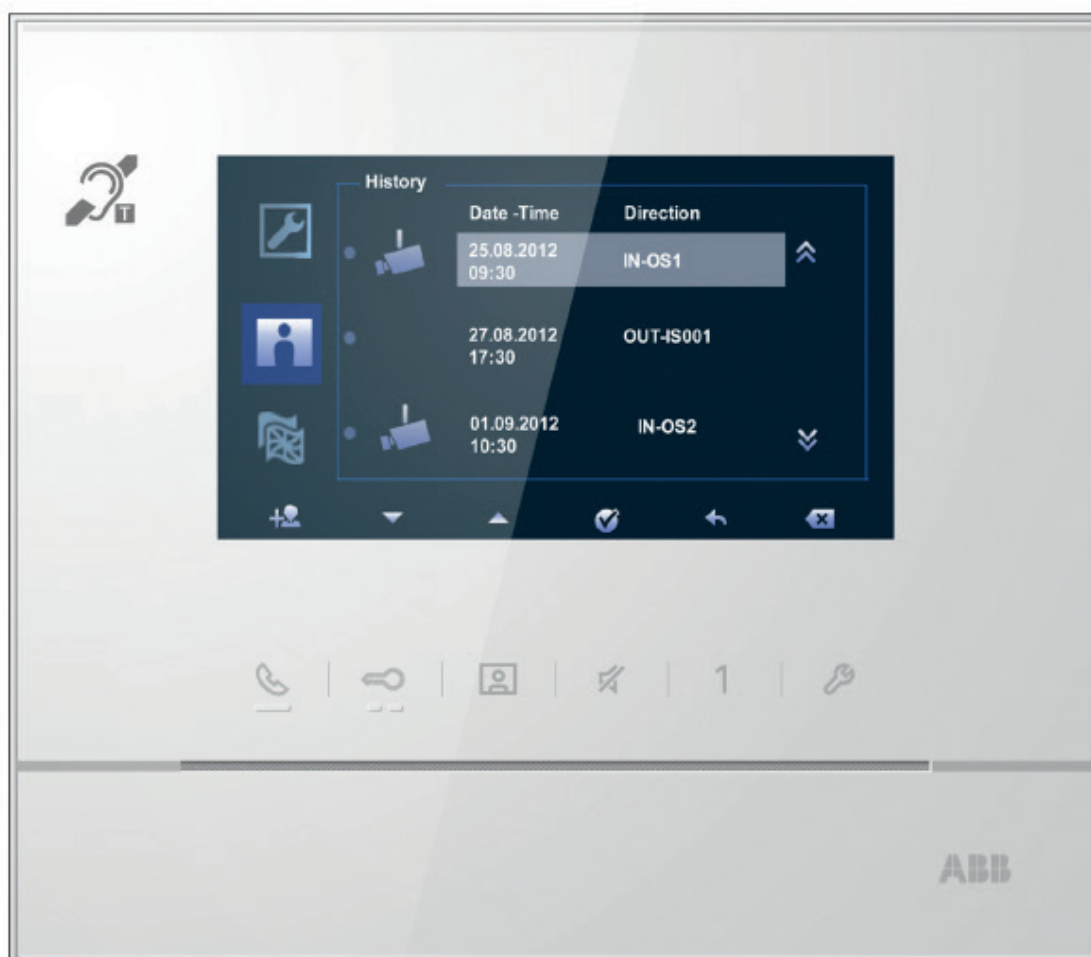 T
History
Date -Time Direction
25.08.2012
09:30
IN-OS1
27.08.2012
17:30
OUT-IS001
01.09.2012
10:30
IN-OS2
1
ABB